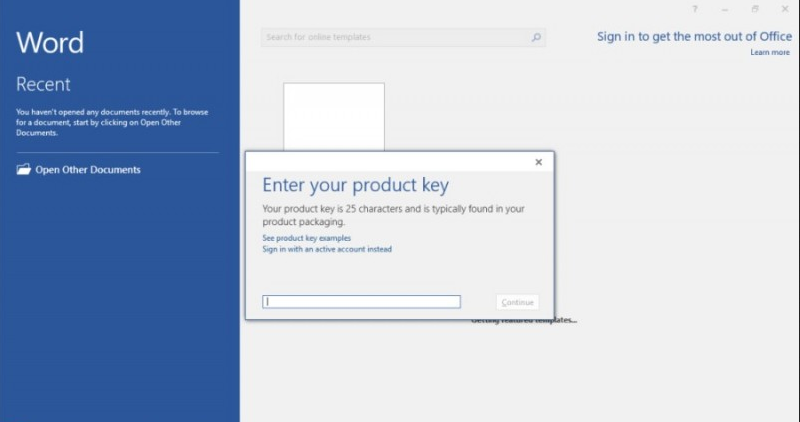 Word
Recent
You haven't opened any documents recently. To browse
for a document, start by clicking on Open Other
Documents.
Open Other Documents
?
Search for online templates
Sign in to get the most out of Office
Learn more
Enter your product key
Your product key is 25 characters and is typically found in your
product packaging.
See product key examples
Sign in with an active account instead
Continue
Getting featured templates...